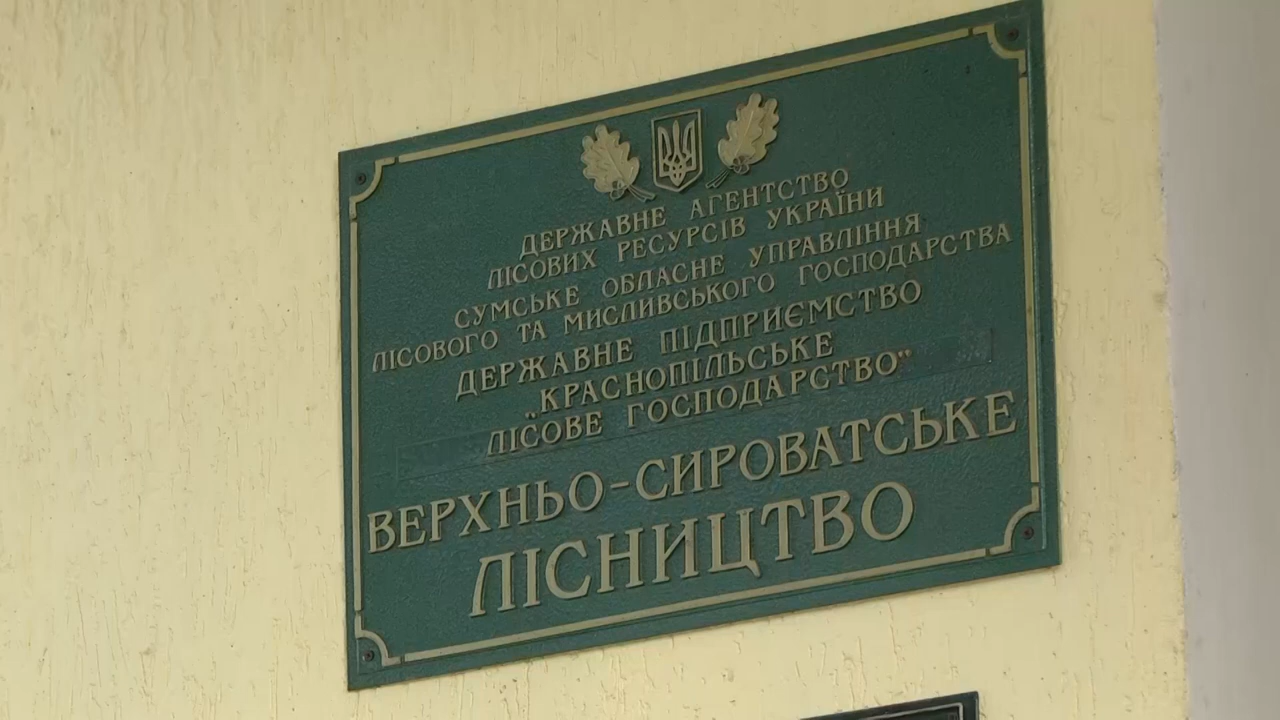 ДЕРЖАВНЕ АГЕНТСТВО
ЛІСОВИХ РЕСУРСІВ УКРАЇНИ
СУМСЬКЕ ОБЛАСНЕ УПРАВЛІННЯ
ЛІСОВОГО ТА МИСЛИВСЬКОГО ГОСПОДАРСТВА
ДЕРЖАВНЕ ПІДПРИЄМСТВО
"КРАСНОПІЛЬСЬКЕ
ЛІСОВЕ ГОСПОДАРСТВО"
ВЕРХНЬО-СИРОВАТСЬКЕ
ЛІСНИЦТВО